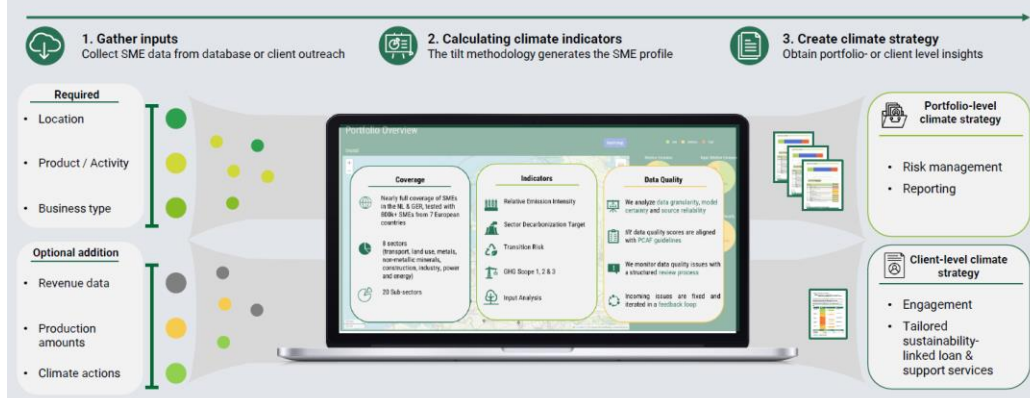 1. Gather inputs
Collect SME data from database or client outreach
2. Calculating climate indicators
The tilt methodology generates the SME profile
3. Create climate strategy
Obtain portfolio- or client level insights
Required
• Location
• Product / Activity
• Business type
Optional addition
• Revenue data
• Production
amounts
• Climate actions
Portfolio Overview
Coverage
Nearly full coverage of SMEs
in the NL & GER, tested with
800k+ SMEs from 7 European
countries
8 sectors
(transport, land use, metals,
non-metallic minerals,
construction, industry, power
and energy)
20 Sub-sectors
Indicators
Relative Emission Intensity
Sector Decarbonization Target
Transition Risk
GHG Scope 1, 2 & 3
Input Analysis
Data Quality
We analyze data granularity, model
certainty and source reliability
data quality scores are aligned
with PCAF guidelines
We monitor data quality issues with
a structured review process
Incoming issues are fixed and
iterated in a feedback loop
Portfolio-level
climate strategy
• Risk management
• Reporting
Client-level climate
strategy
• Engagement
• Tailored
sustainability-
linked loan &
support services